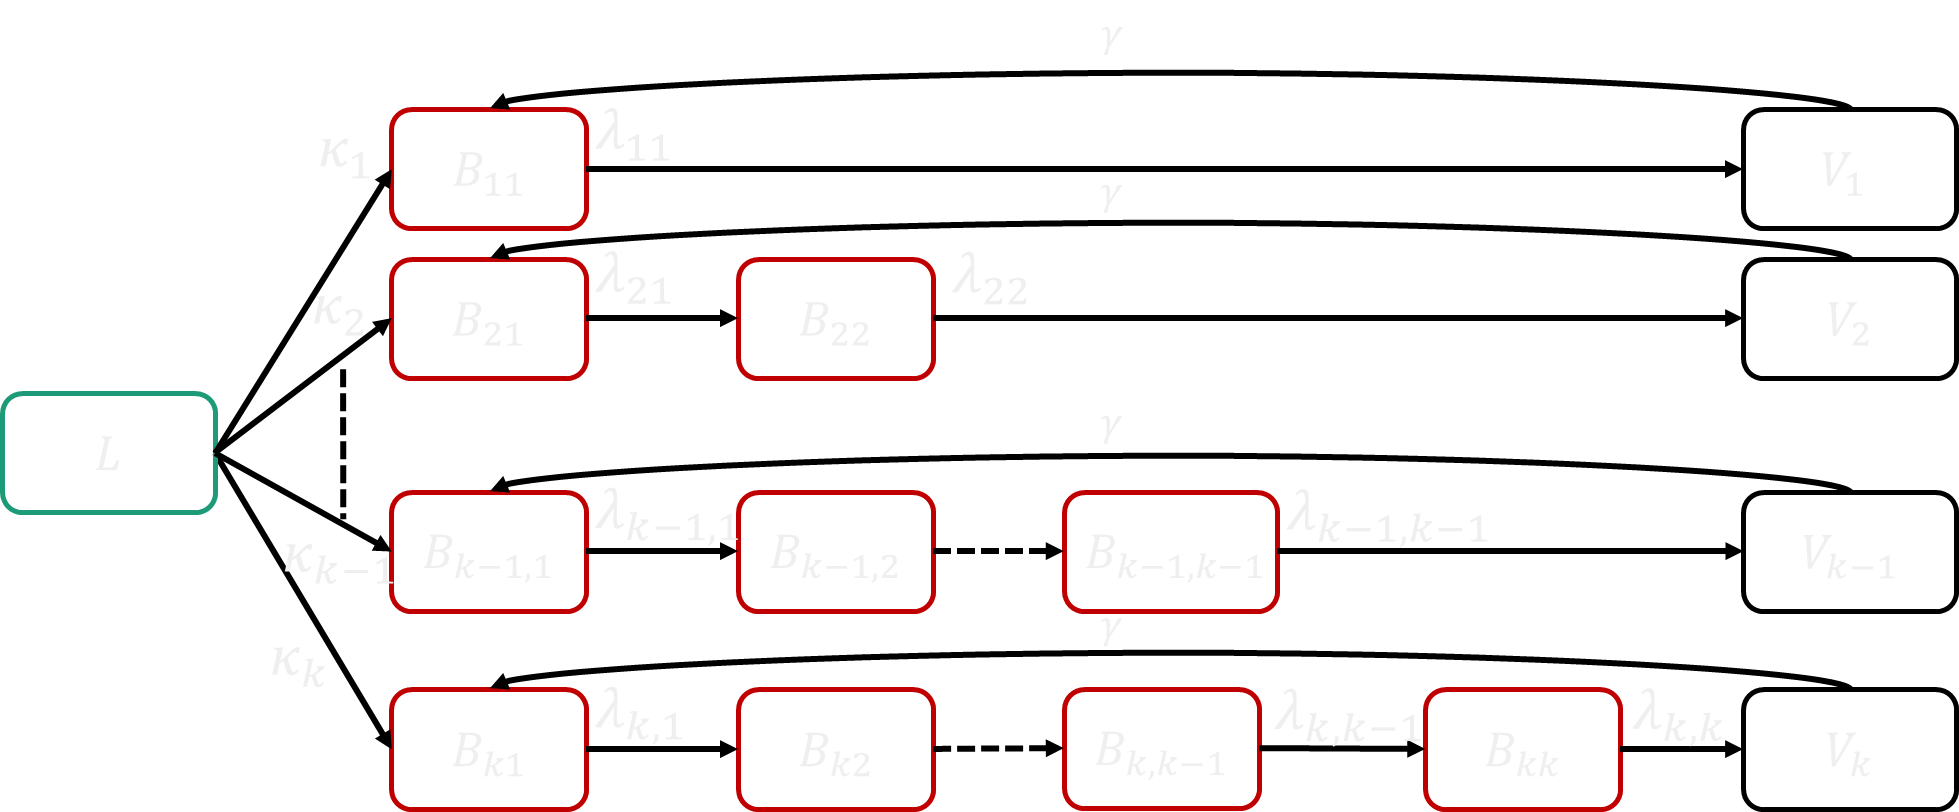 γ
κ₁ B₁₁ λ₁₁ V₁
γ
κ₂ B₂₁ λ₂₁ B₂₂ λ₂₂ V₂
L
γ
κₖ₋₁ Bₖ₋₁,₁ λₖ₋₁,₁ Bₖ₋₁,₂ Bₖ₋₁,ₖ₋₁ λₖ₋₁,ₖ₋₁ Vₖ₋₁
γ
κₖ Bₖ₁ λₖ,₁ Bₖ₂ Bₖ,ₖ₋₁ λₖ,ₖ₋₁ Bₖₖ λₖ,ₖ Vₖ